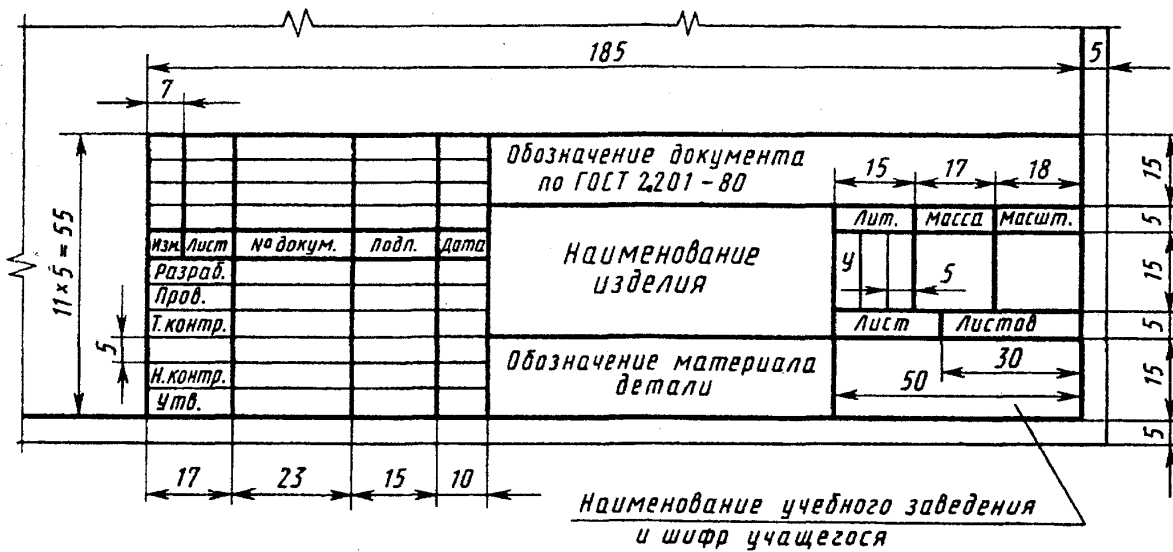 185
5
7
Обозначение документа
по ГОСТ 2.201 - 80
15
17
18
15
Лит.
Масса
Масшт.
5
Изм.
Лист
№ докум.
Подп.
Дата
Наименование
изделия
У
5
15
11 × 5 = 55
Разраб.
Пров.
Т. контр.
Лист
Листов
5
5
Обозначение материала
детали
30
50
15
Н. контр.
Утв.
5
17
23
15
10
Наименование учебного заведения
и шифр учащегося